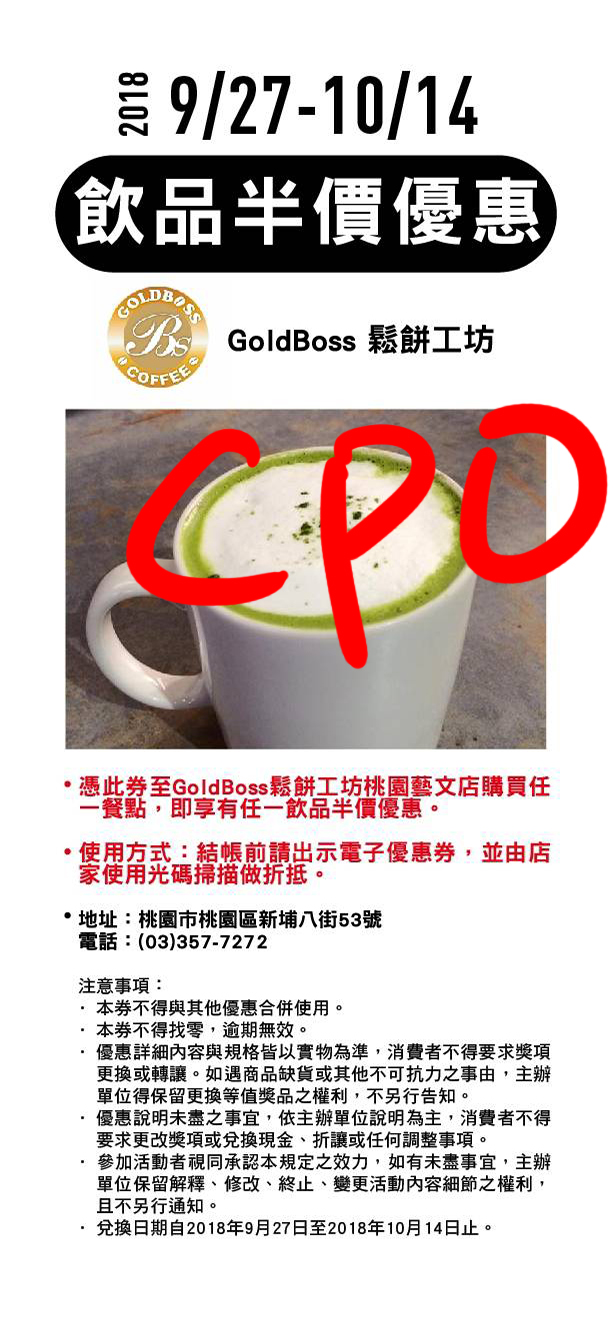 2018 9/27-10/14
飲品半價優惠
GOLDBOSS
Bs
COFFEE
GoldBoss 鬆餅工坊
CPO
• 憑此券至GoldBoss鬆餅工坊桃園藝文店購買任
一餐點，即享有任一飲品半價優惠。
• 使用方式：結帳前請出示電子優惠券，並由店
家使用光碼掃描做折抵。
• 地址：桃園市桃園區新埔八街53號
電話：(03)357-7272
注意事項：
· 本券不得與其他優惠合併使用。
· 本券不得找零，逾期無效。
· 優惠詳細內容與規格皆以實物為準，消費者不得要求獎項
更換或轉讓。如遇商品缺貨或其他不可抗力之事由，主辦
單位得保留更換等值獎品之權利，不另行告知。
· 優惠說明未盡之事宜，依主辦單位說明為主，消費者不得
要求更改獎項或兌換現金、折讓或任何調整事項。
· 參加活動者視同承認本規定之效力，如有未盡事宜，主辦
單位保留解釋、修改、終止、變更活動內容細節之權利，
且不另行通知。
· 兌換日期自2018年9月27日至2018年10月14日止。